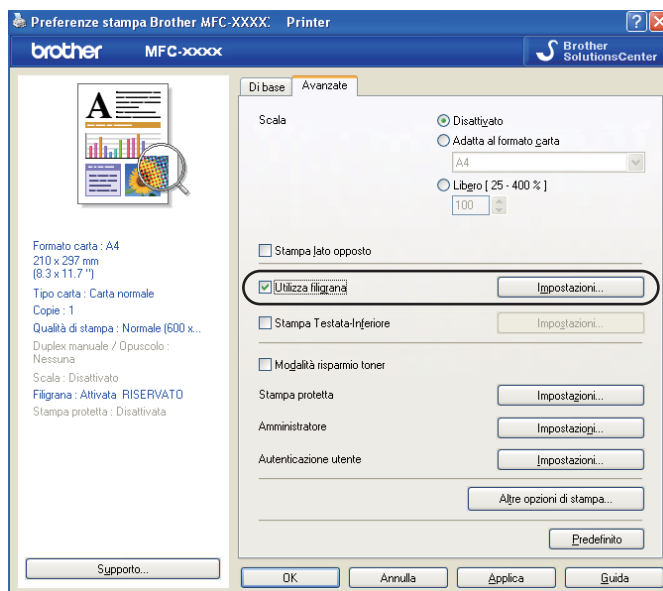 Preferenze stampa Brother MFC-XXXX: Printer
brother MFC-xxxx
Brother
SolutionsCenter
Di base Avanzate
A
Scala
Disattivato
Adatta al formato carta
A4
Libero [ 25 - 400 % ]
100
Formato carta : A4
210 x 297 mm
(8.3 x 11.7 ")
Tipo carta : Carta normale
Copie : 1
Qualità di stampa : Normale (600 x...
Duplex manuale / Opuscolo :
Nessuna
Scala : Disattivato
Filigrana : Attivata RISERVATO
Stampa protetta : Disattivata
Stampa lato opposto
Utilizza filigrana Impostazioni...
Stampa Testata-Inferiore Impostazioni...
Modalità risparmio toner
Stampa protetta Impostazioni...
Amministratore Impostazioni...
Autenticazione utente Impostazioni...
Altre opzioni di stampa...
Predefinito
Supporto...
OK Annulla Applica Guida